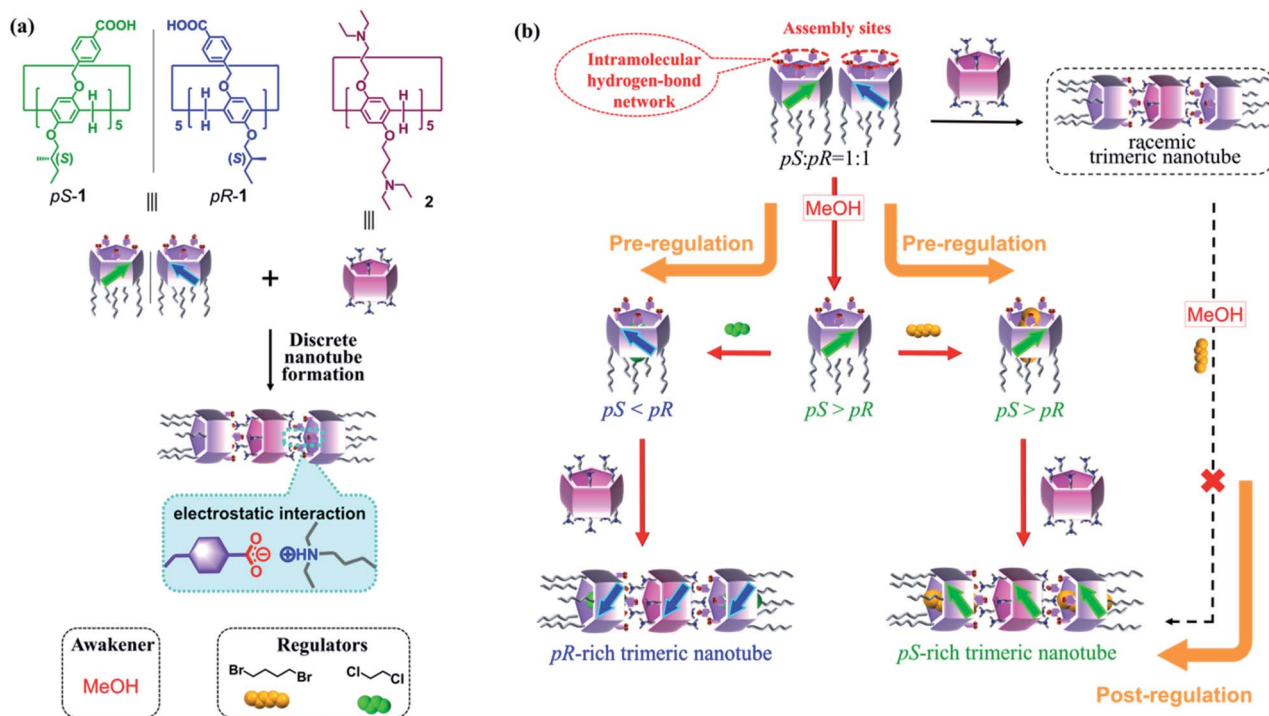 (a)
COOH
HOOC
O
O
H
H
5
5
H
H
O
O
(S)
(S)
pS-1
pR-1
N
O
H
H
5
O
N
2
+
Discrete
nanotube
formation
electrostatic interaction
O
O
⊖
⊕HN
Awakener
MeOH
Regulators
Br
Br
Cl
Cl
(b)
Assembly sites
Intramolecular
hydrogen-bond
network
pS:pR=1:1
racemic
trimeric nanotube
MeOH
Pre-regulation
Pre-regulation
MeOH
pS < pR
pS > pR
pS > pR
pR-rich trimeric nanotube
pS-rich trimeric nanotube
Post-regulation